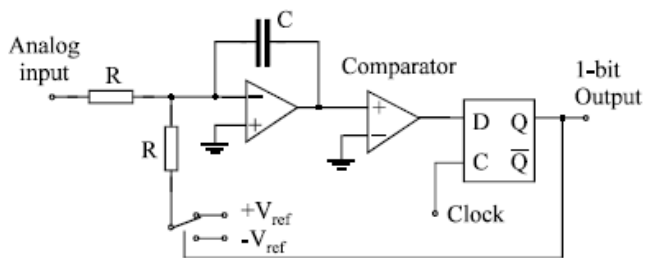 Analog
input
R
C
R
−
+
Comparator
+
−
D Q
C Q̅
1-bit
Output
Clock
+Vref
-Vref